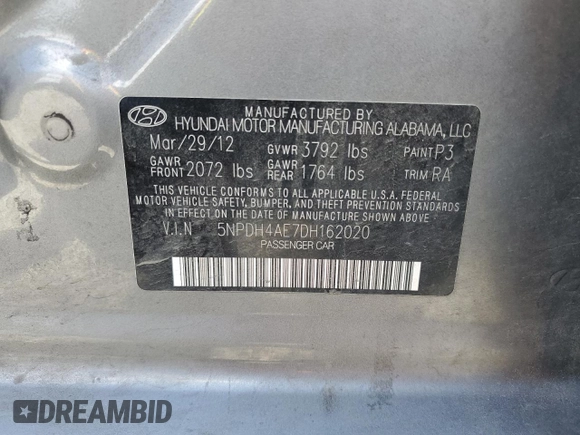 MANUFACTURED BY
HYUNDAI MOTOR MANUFACTURING ALABAMA, LLC
Mar/29/12 GVWR 3792 lbs PAINT P3
GAWR FRONT 2072 lbs GAWR REAR 1764 lbs TRIM RA
THIS VEHICLE CONFORMS TO ALL APPLICABLE U.S.A. FEDERAL
MOTOR VEHICLE SAFETY, BUMPER, AND THEFT PREVENTION
STANDARDS IN EFFECT ON THE DATE OF MANUFACTURE SHOWN ABOVE.
V.I.N 5NPDH4AE7DH162020
PASSENGER CAR
DREAMBID